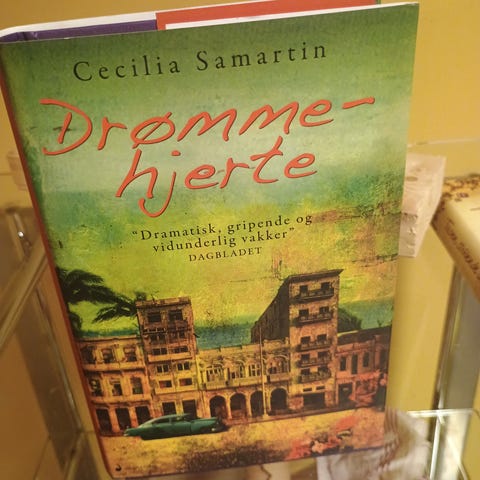 Cecilia Samartin
Drømme-
hjerte
“Dramatisk, gripende og
vidunderlig vakker”
DAGBLADET